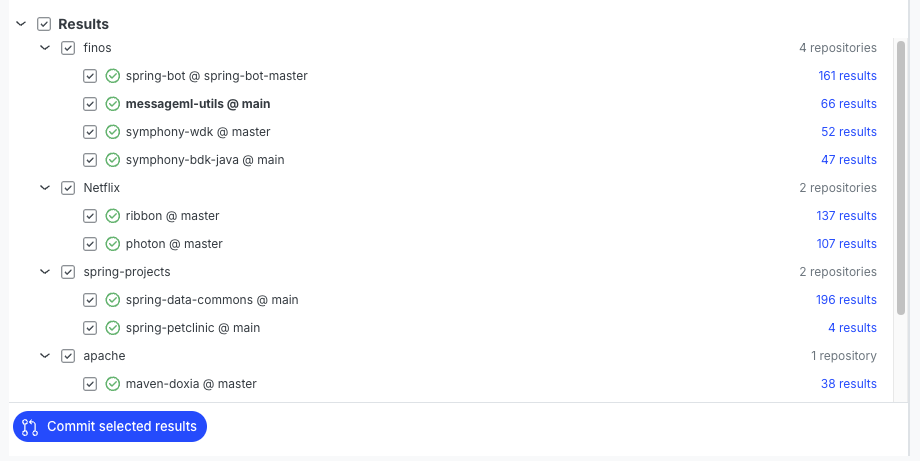 Results
finos 4 repositories
spring-bot @ spring-bot-master 161 results
messageml-utils @ main 66 results
symphony-wdk @ master 52 results
symphony-bdk-java @ main 47 results
Netflix 2 repositories
ribbon @ master 137 results
photon @ master 107 results
spring-projects 2 repositories
spring-data-commons @ main 196 results
spring-petclinic @ main 4 results
apache 1 repository
maven-doxia @ master 38 results
Commit selected results